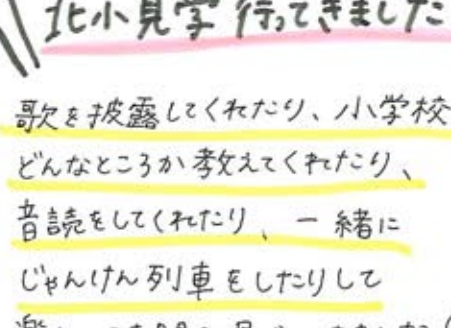 北小見学 行ってきました
歌を披露してくれたり、小学校
どんなところか教えてくれたり、
音読をしてくれたり、一緒に
じゃんけん列車をしたりして